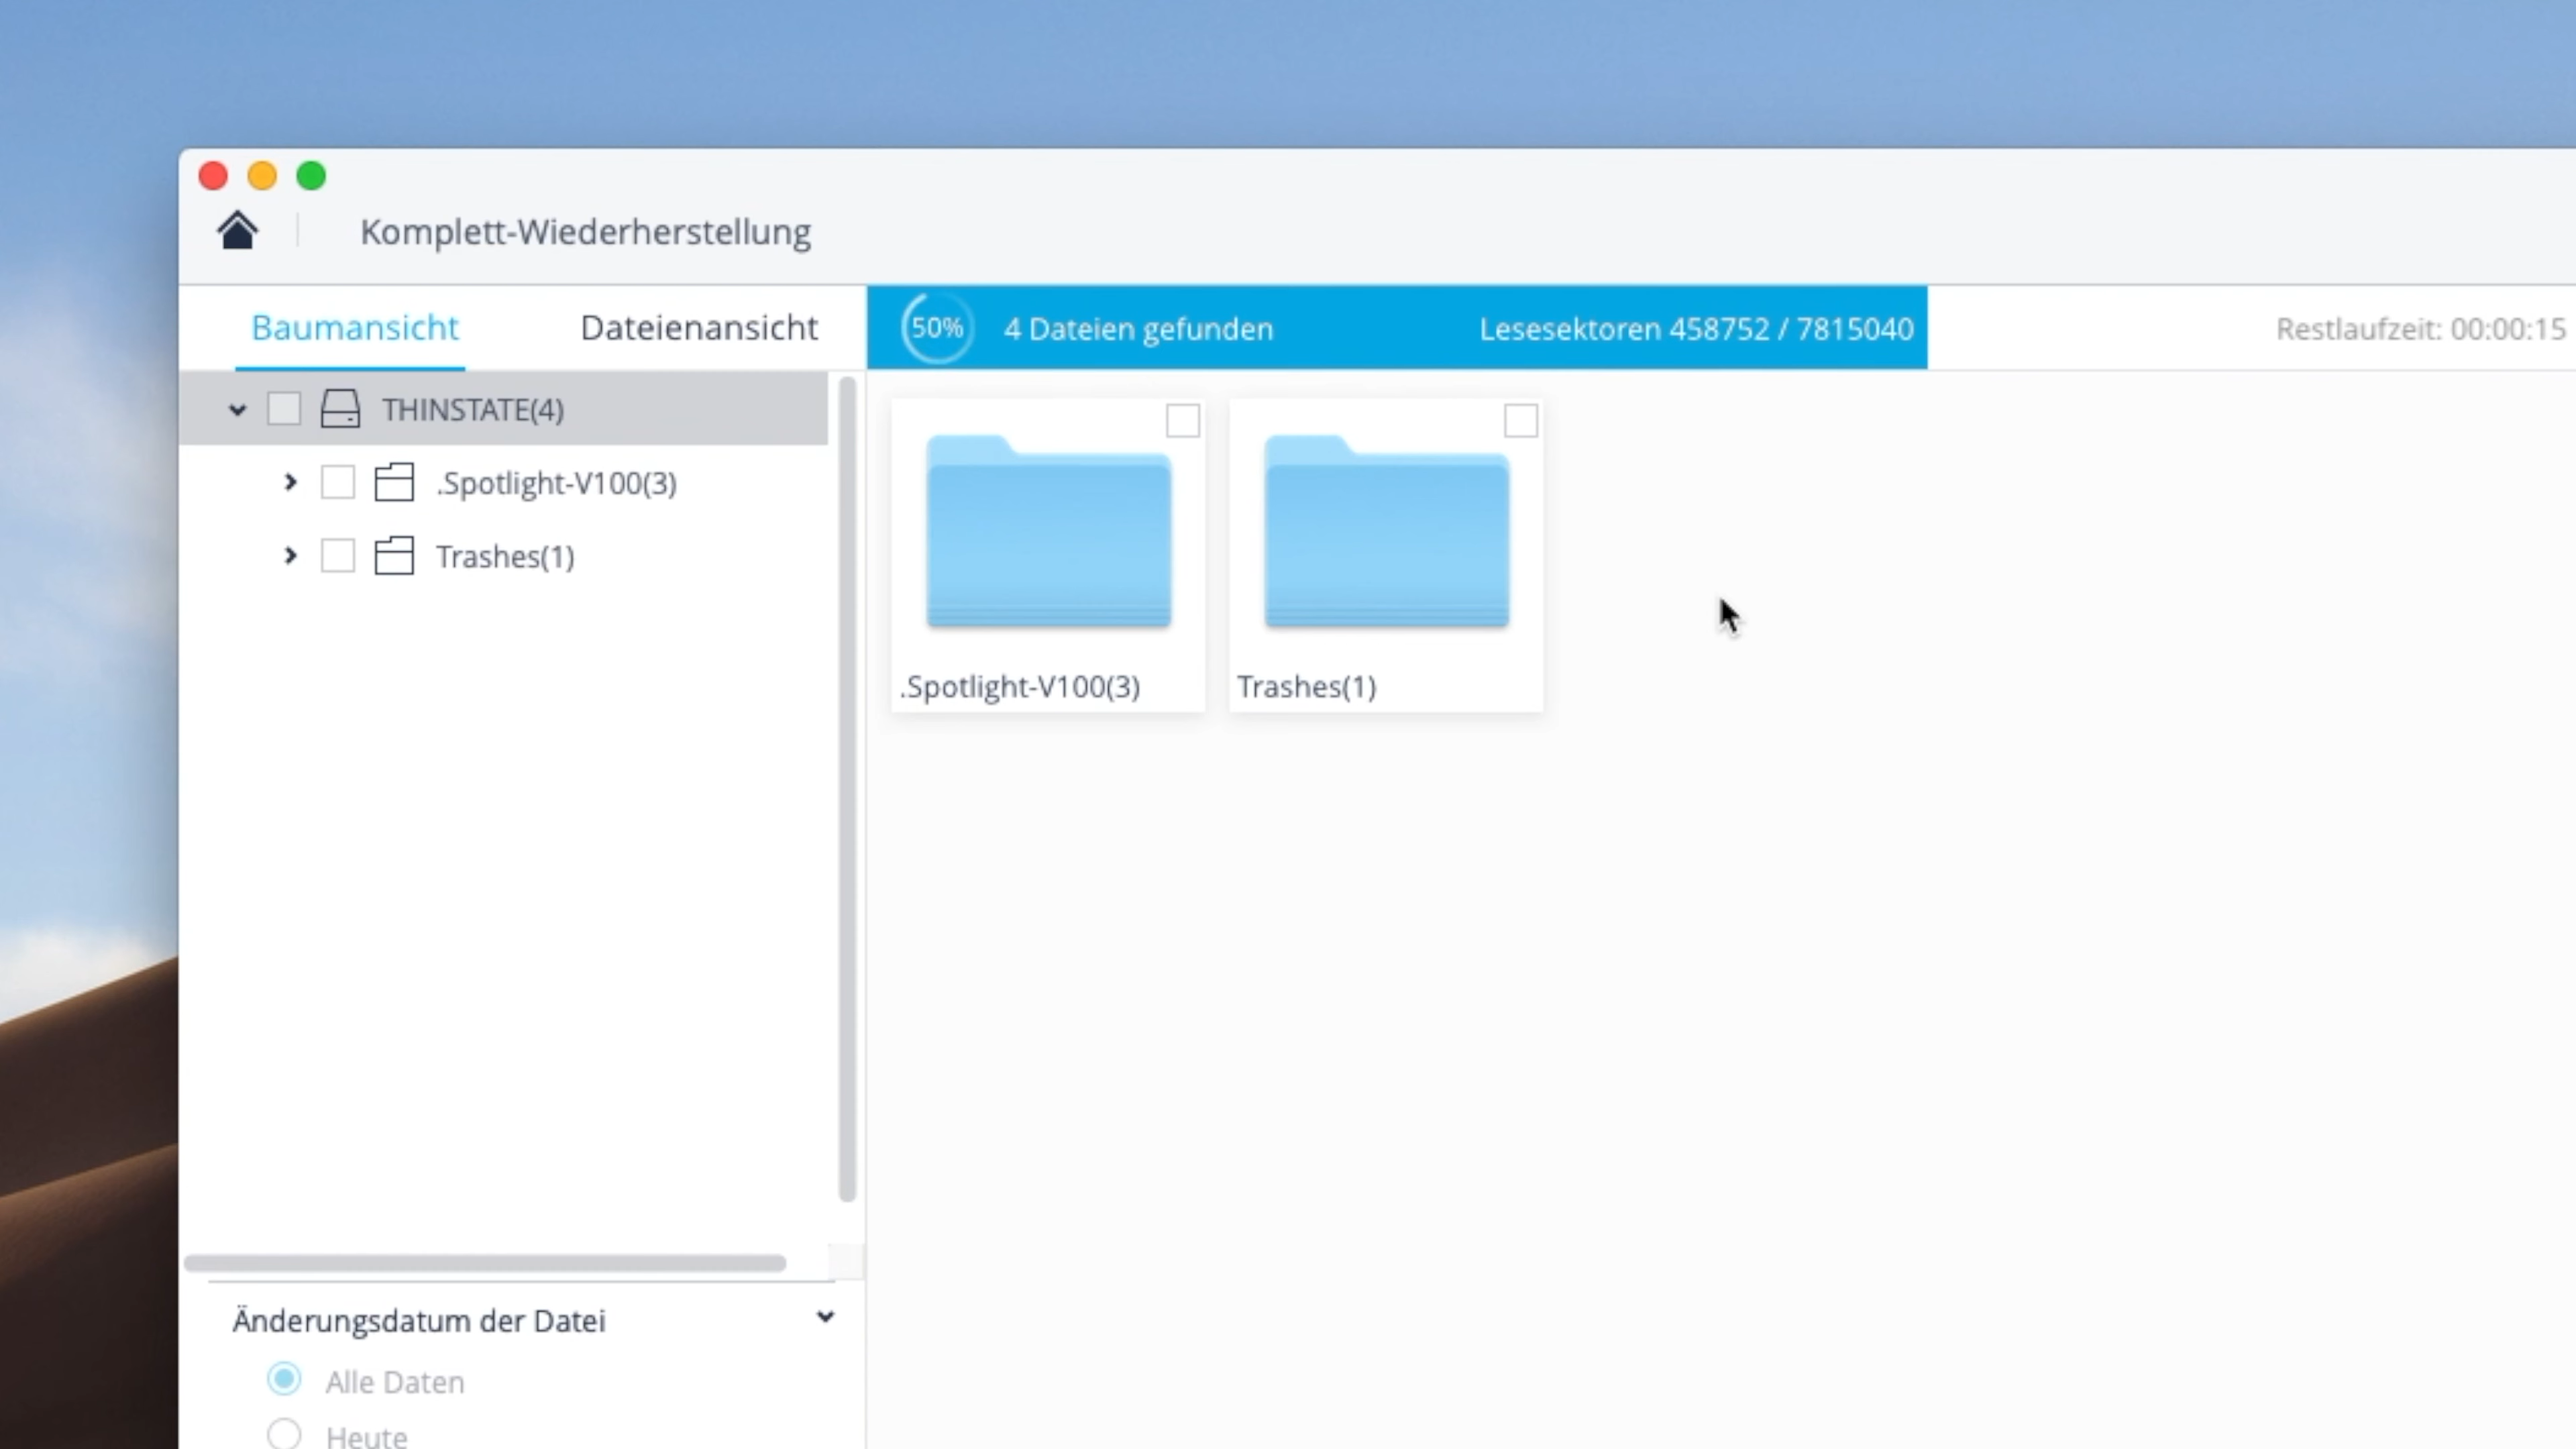 Komplett-Wiederherstellung
Baumansicht
Dateienansicht
50%
4 Dateien gefunden
Lesesektoren 458752 / 7815040
Restlaufzeit: 00:00:15
THINSTATE(4)
.Spotlight-V100(3)
Trashes(1)
.Spotlight-V100(3)
Trashes(1)
Änderungsdatum der Datei
Alle Daten
Heute